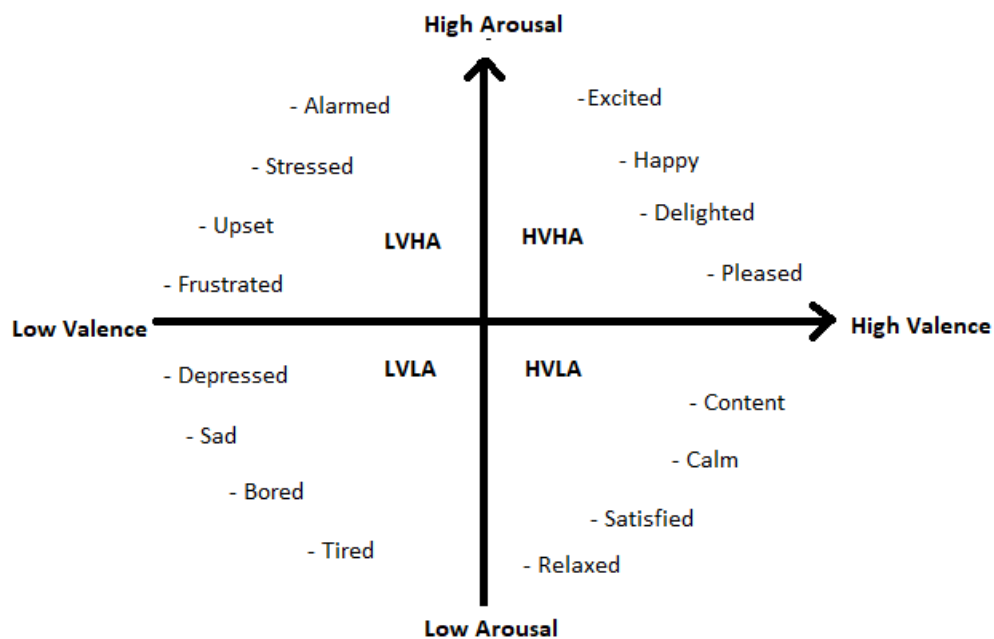 High Arousal
- Alarmed
-Excited
- Stressed
- Happy
- Upset
- Delighted
LVHA
HVHA
- Frustrated
- Pleased
Low Valence
High Valence
- Depressed
LVLA
HVLA
- Content
- Sad
- Calm
- Bored
- Satisfied
- Tired
- Relaxed
Low Arousal